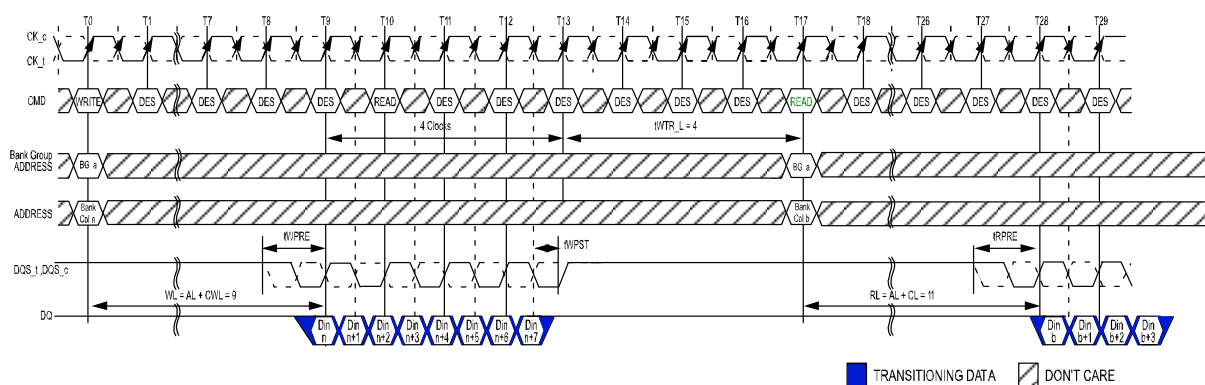 T0 T1 T7 T8 T9 T10 T11 T12 T13 T14 T15 T16 T17 T18 T26 T27 T28 T29
CK_c
CK_t
CMD WRITE DES DES DES DES READ DES DES DES DES DES DES READ DES DES DES DES DES
4 Clocks tWTR_L = 4
Bank Group
ADDRESS
BG a BG a
ADDRESS
Bank
Col n
Bank
Col b
tWPRE tWPST tRPRE
DQS_t ,DQS_c
WL = AL + CWL = 9 RL = AL + CL = 11
DQ
Din
n
Din
n+1
Din
n+2
Din
n+3
Din
n+4
Din
n+5
Din
n+6
Din
n+7
Din
b
Din
b+1
Din
b+2
Din
b+3
TRANSITIONING DATA DON'T CARE